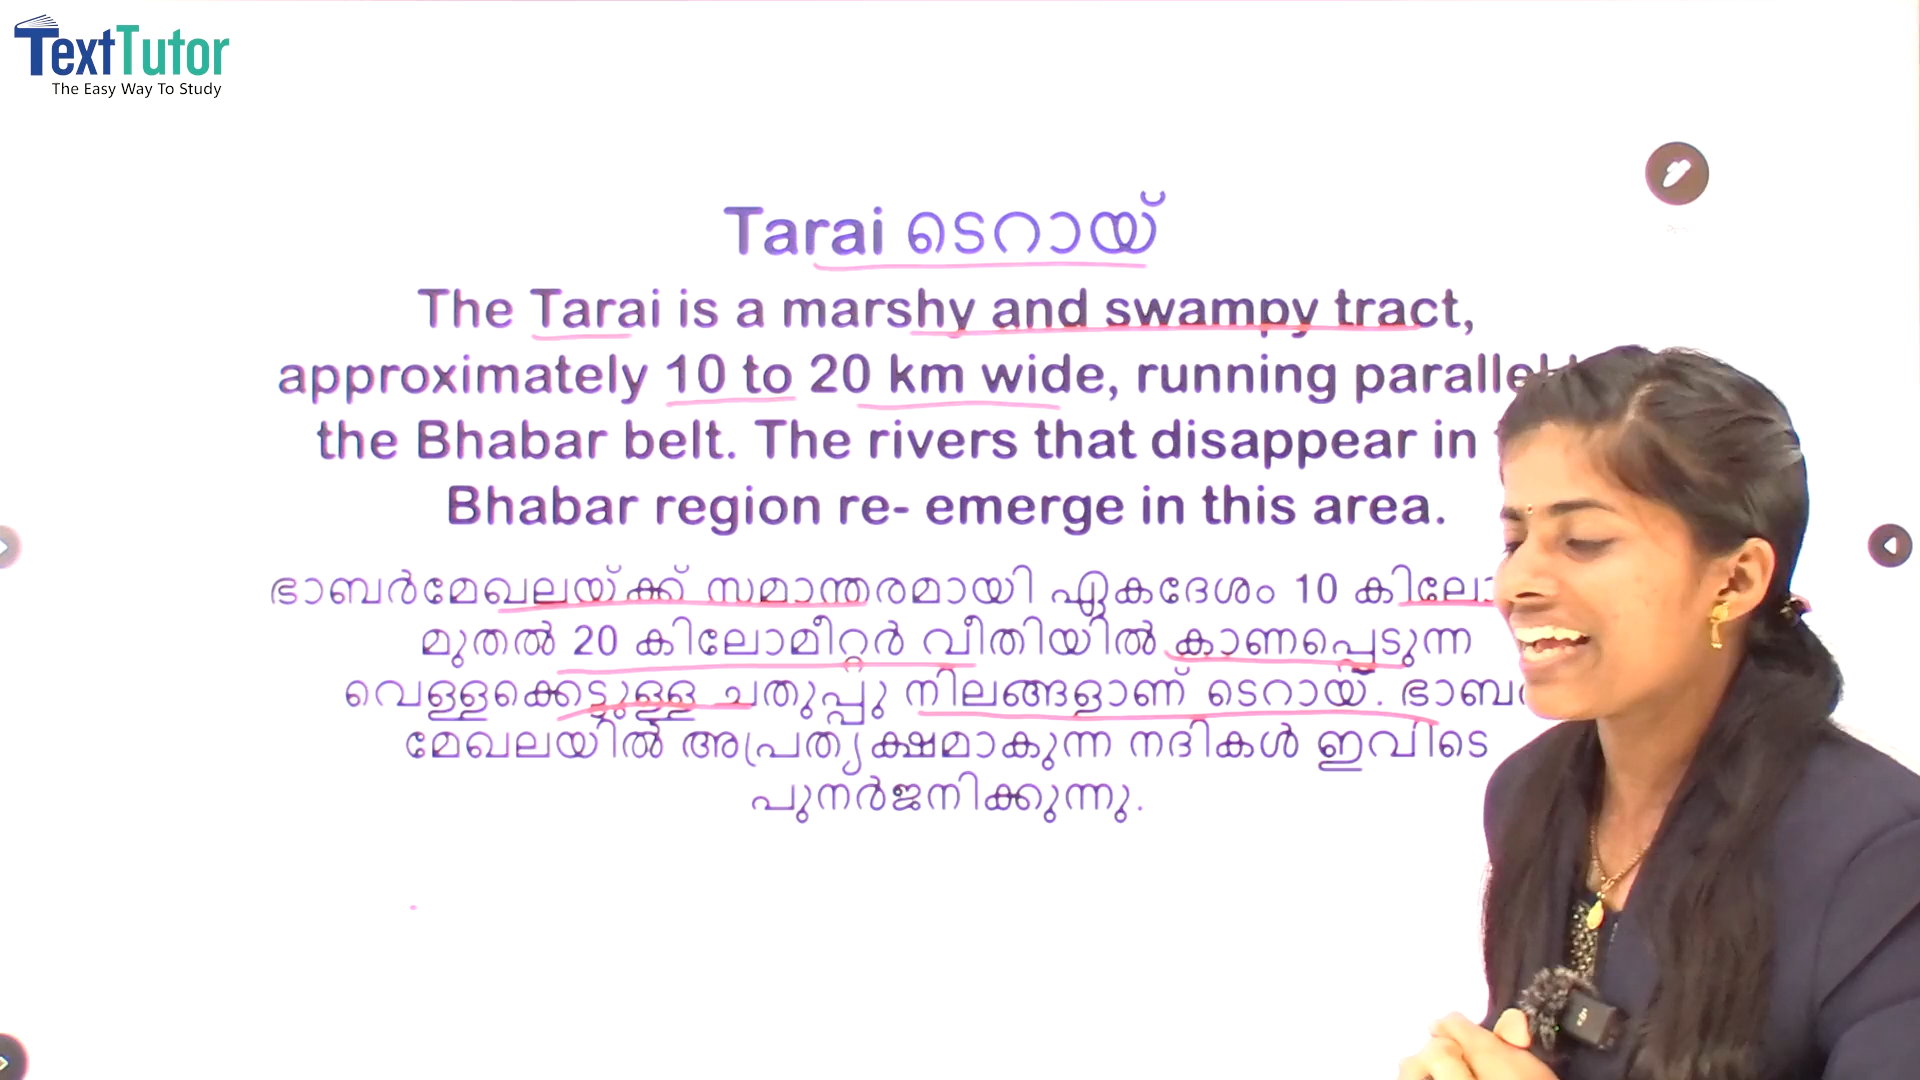 TextTutor
The Easy Way To Study
Tarai ടെറായ്
The Tarai is a marshy and swampy tract,
approximately 10 to 20 km wide, running parallel
the Bhabar belt. The rivers that disappear in
Bhabar region re- emerge in this area.
ഭാബർമേഖലയ്ക്ക് സമാന്തരമായി ഏകദേശം 10
മുതൽ 20 കിലോമീറ്റർ വീതിയിൽ കാണപ്പെടുന്ന
വെള്ളക്കെട്ടുള്ള ചതുപ്പു നിലങ്ങളാണ് ടെറായ്.
മേഖലയിൽ അപ്രത്യക്ഷമാകുന്ന നദികൾ ഇവിടെ
പുനർജനിക്കുന്നു.